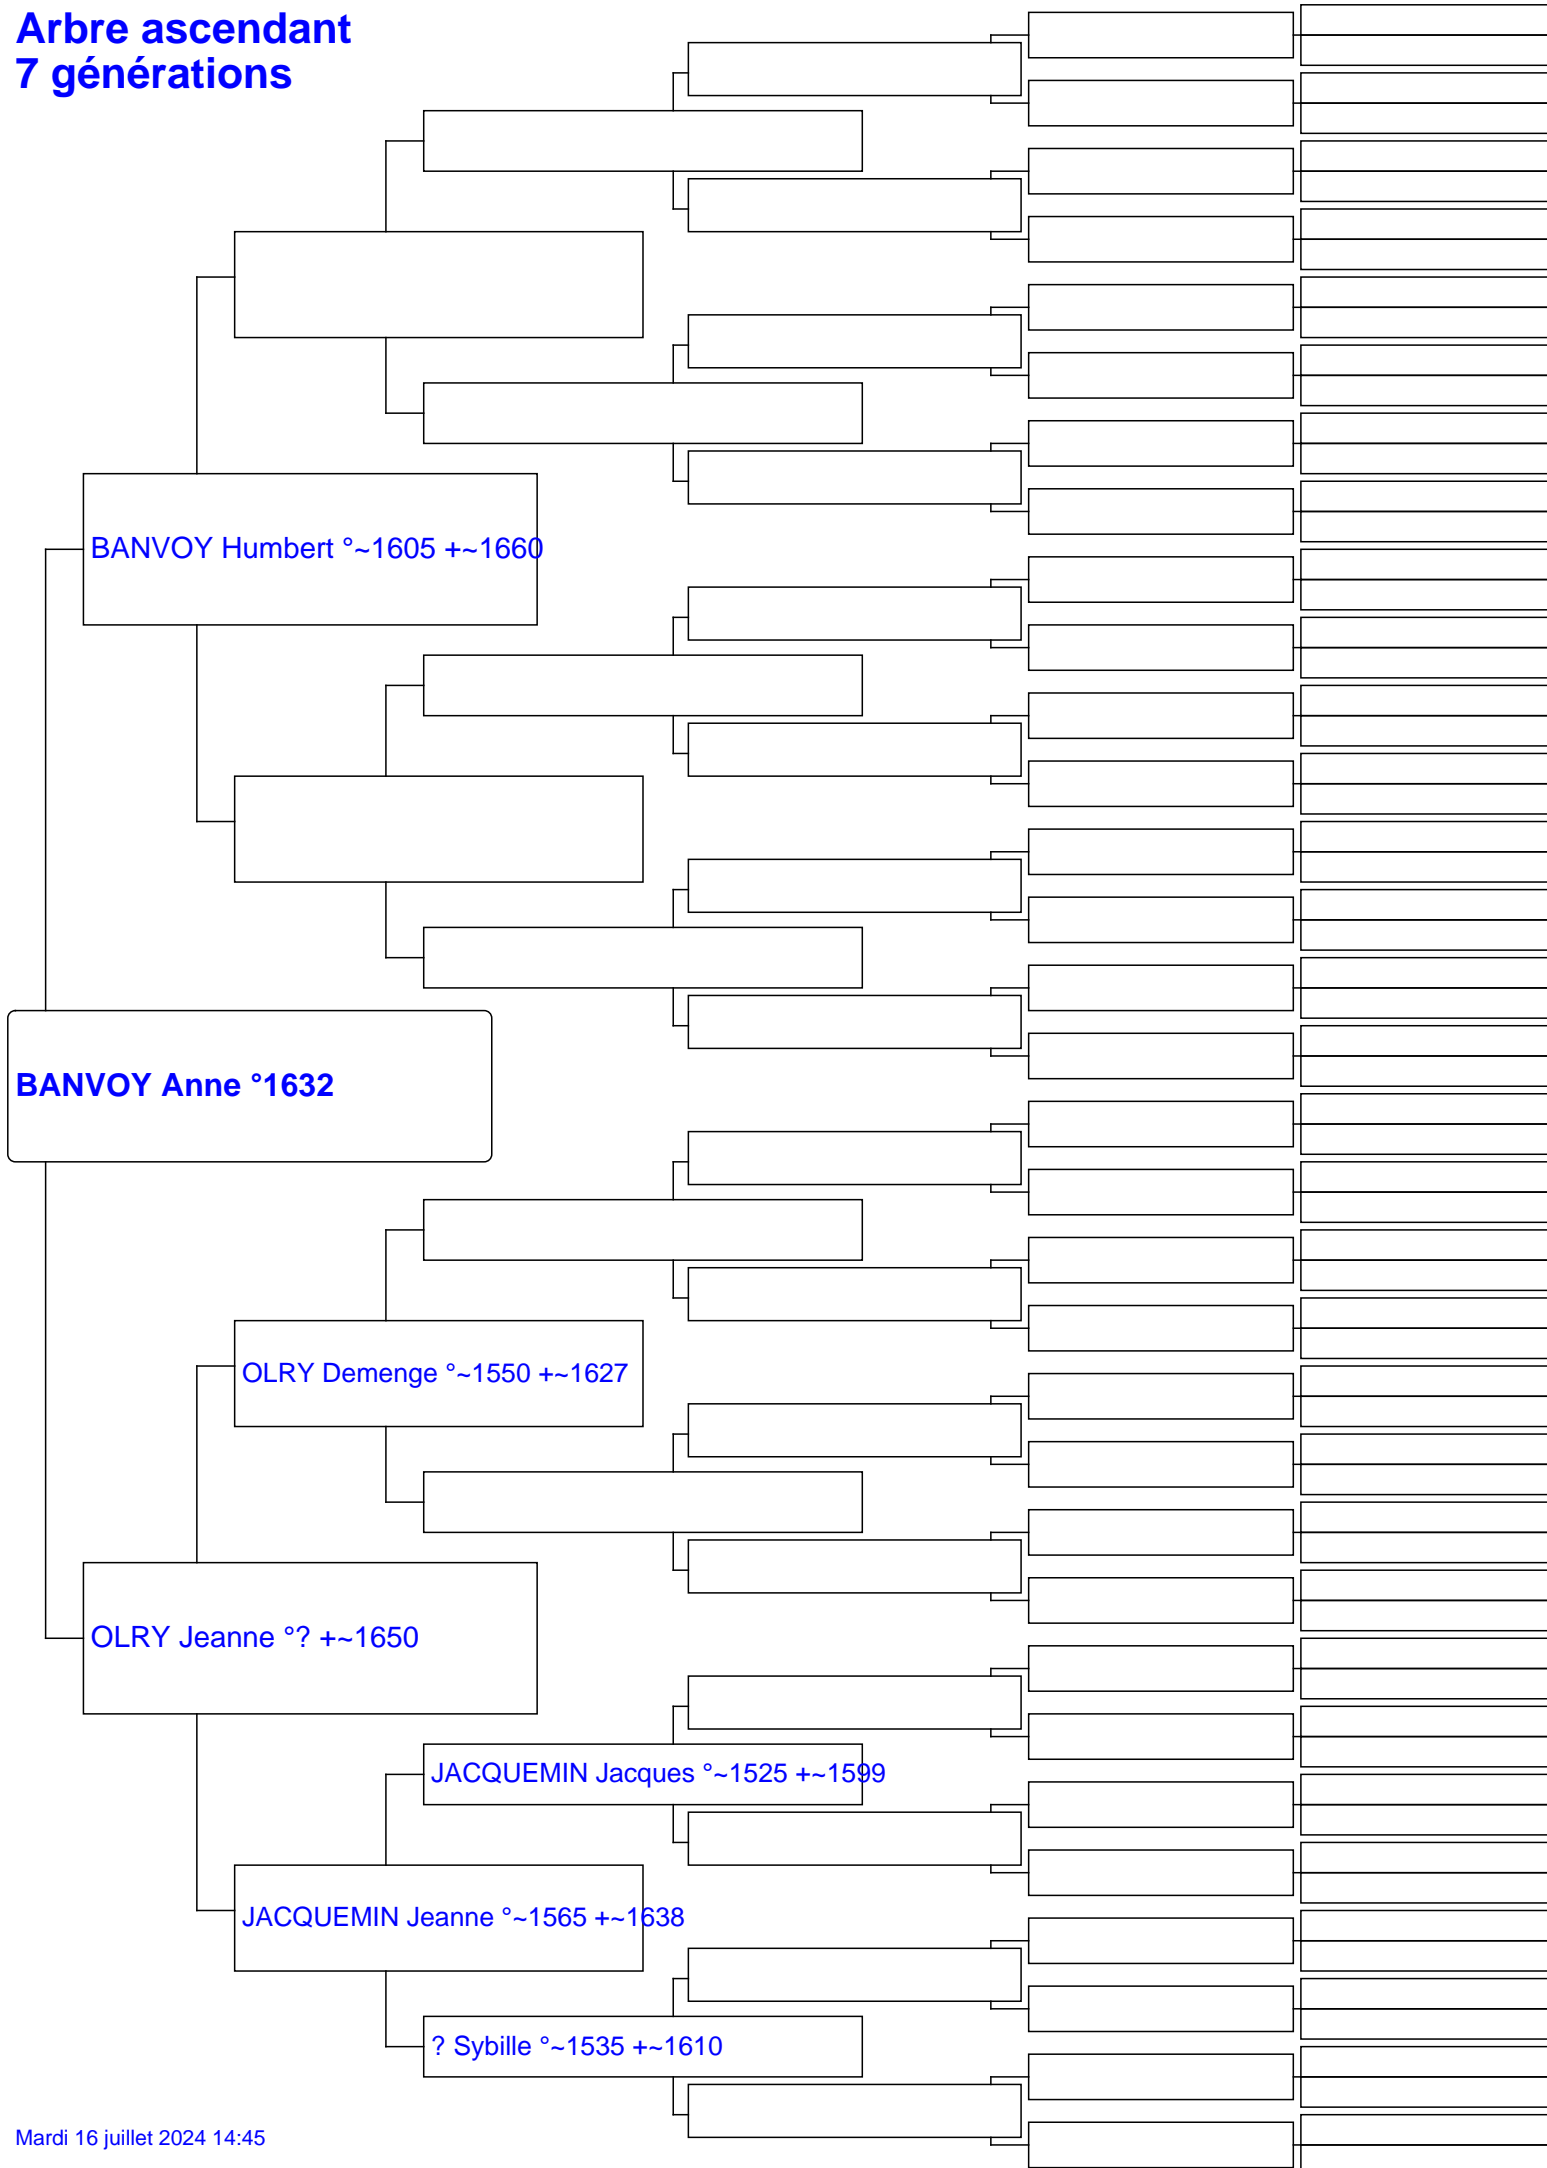 Arbre ascendant
7 générations
BANVOY Humbert °~1605 +~1660
BANVOY Anne °1632
OLRY Demenge °~1550 +~1627
OLRY Jeanne °? +~1650
JACQUEMIN Jacques °~1525 +~1599
JACQUEMIN Jeanne °~1565 +~1638
? Sybille °~1535 +~1610
Mardi 16 juillet 2024 14:45